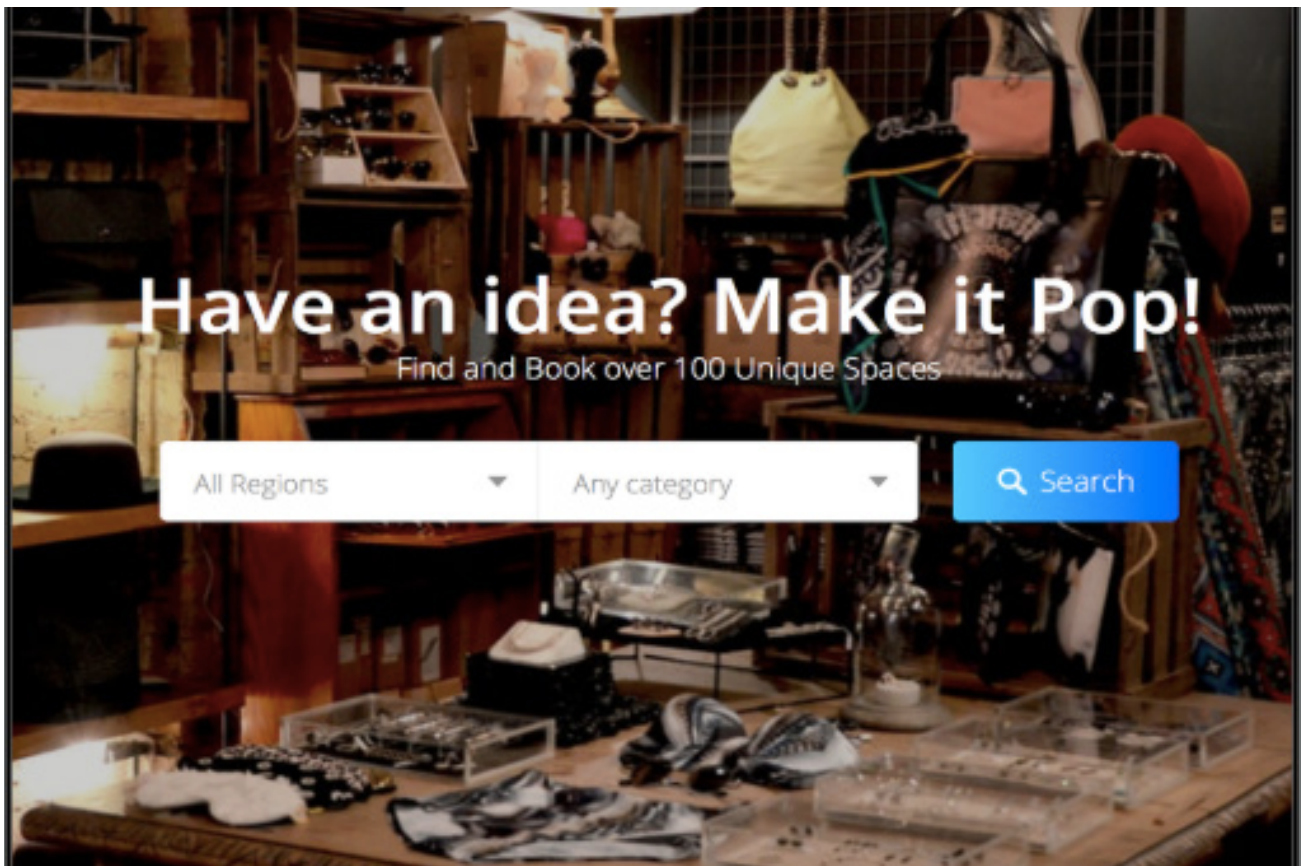 Have an idea? Make it Pop!
Find and Book over 100 Unique Spaces
All Regions
Any category
Search